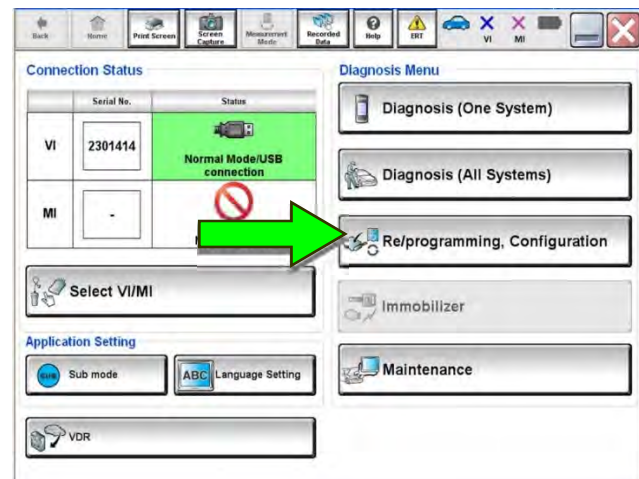 Back
Home
Print Screen
Screen Capture
Measurement Mode
Recorded Data
Help
ERT
VI
MI
Connection Status
Serial No.
Status
VI
2301414
Normal Mode/USB
connection
MI
-
Select VI/MI
Application Setting
SUB
Sub mode
ABC
Language Setting
VDR
Diagnosis Menu
Diagnosis (One System)
Diagnosis (All Systems)
Re/programming, Configuration
Immobilizer
Maintenance